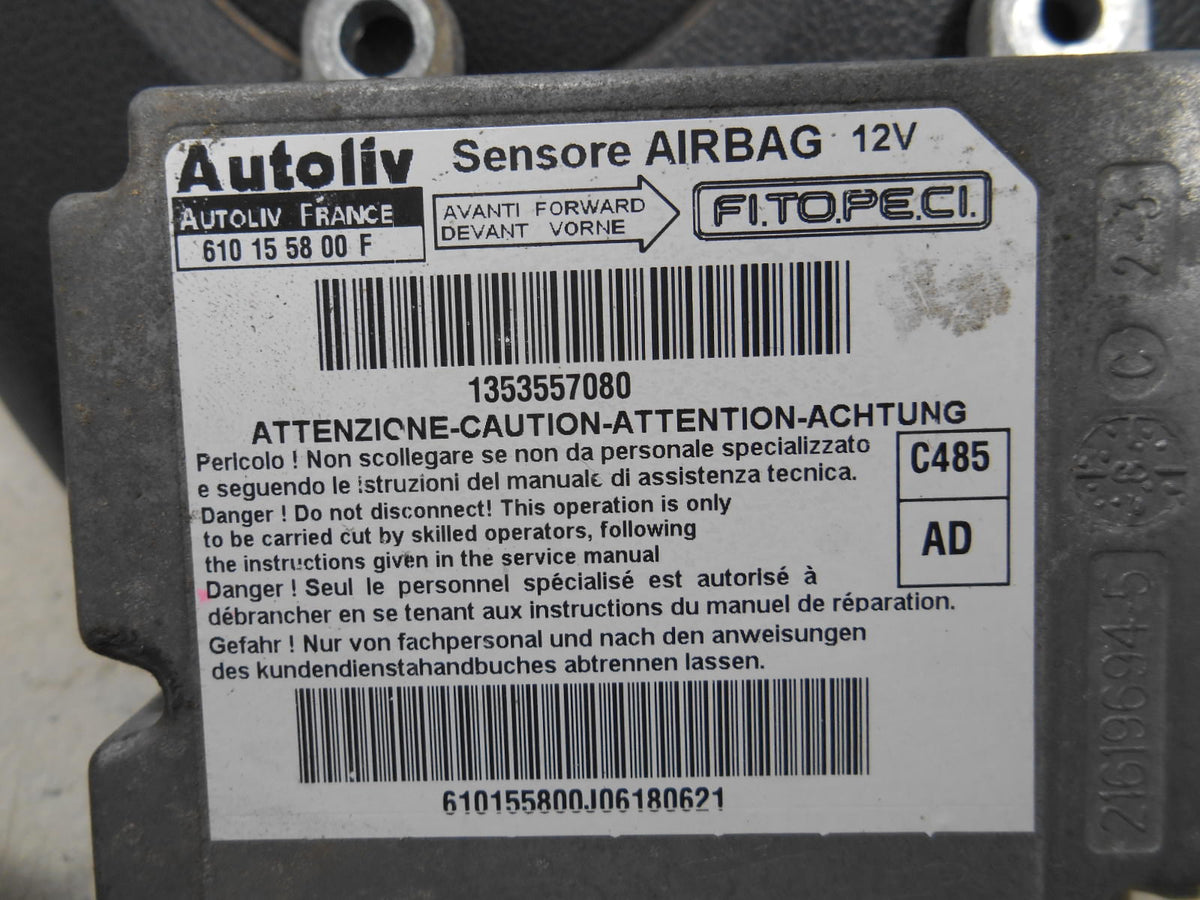 Autoliv
Sensore AIRBAG 12V
AUTOLIV FRANCE
610 15 58 00 F
AVANTI FORWARD
DEVANT VORNE
FI.TO.PE.CI.
1353557080
ATTENZIONE-CAUTION-ATTENTION-ACHTUNG
Pericolo ! Non scollegare se non da personale specializzato
e seguendo le istruzioni del manuale di assistenza tecnica.
Danger ! Do not disconnect! This operation is only
to be carried out by skilled operators, following
the instructions given in the service manual
Danger ! Seul le personnel spécialisé est autorisé à
débrancher en se tenant aux instructions du manuel de réparation.
Gefahr ! Nur von fachpersonal und nach den anweisungen
des kundendienstahandbuches abtrennen lassen.
C485
AD
610155800J06180621
2-3
C
21619694-5